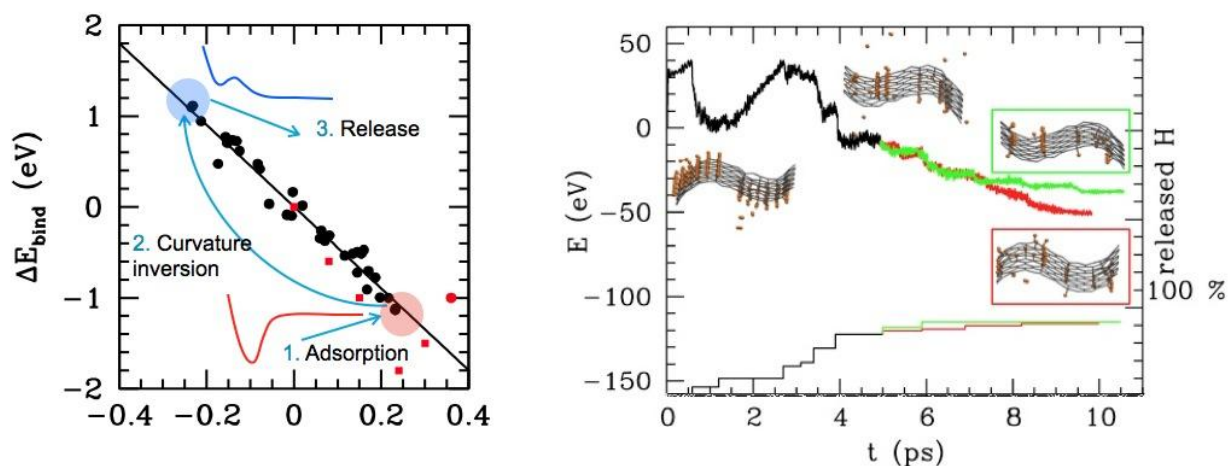 2
1
0
−1
−2
ΔE_bind (eV)
3. Release
2. Curvature
inversion
1. Adsorption
−0.4
−0.2
0
0.2
0.4
50
0
−50
−100
−150
E (eV)
0
2
4
6
8
10
t (ps)
released H
100 %